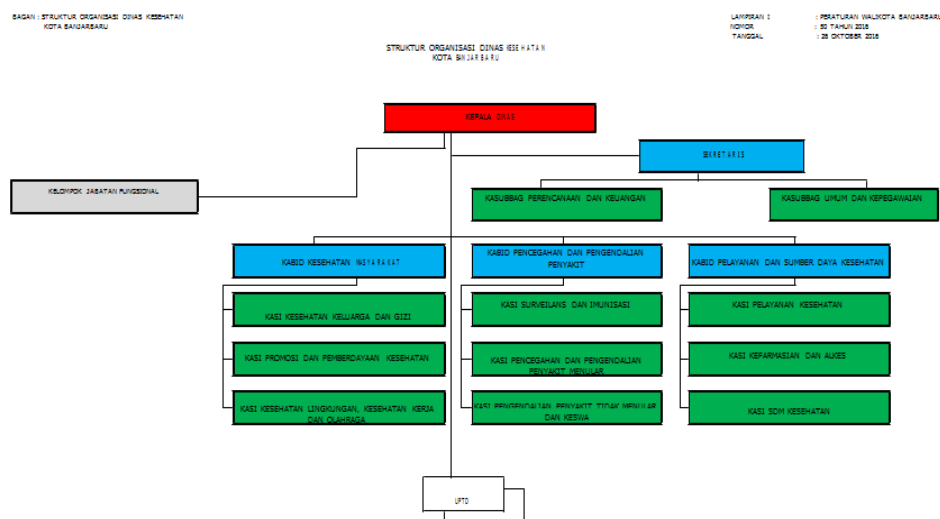 BAGAN : STRUKTUR ORGANISASI DINAS KESEHATAN
KOTA BANJARBARU
LAMPIRAN I : PERATURAN WALIKOTA BANJARBARU
NOMOR : 50 TAHUN 2016
TANGGAL : 28 OKTOBER 2016
STRUKTUR ORGANISASI DINAS KESEHATAN
KOTA BANJARBARU
KEPALA DINAS
SEKRETARIS
KELOMPOK JABATAN FUNGSIONAL
KASUBBAG PERENCANAAN DAN KEUANGAN
KASUBBAG UMUM DAN KEPEGAWAIAN
KABID KESEHATAN MASYARAKAT
KABID PENCEGAHAN DAN PENGENDALIAN
PENYAKIT
KABID PELAYANAN DAN SUMBER DAYA KESEHATAN
KASI KESEHATAN KELUARGA DAN GIZI
KASI SURVEILANS DAN IMUNISASI
KASI PELAYANAN KESEHATAN
KASI PROMOSI DAN PEMBERDAYAAN KESEHATAN
KASI PENCEGAHAN DAN PENGENDALIAN
PENYAKIT MENULAR
KASI KEFARMASIAN DAN ALKES
KASI KESEHATAN LINGKUNGAN, KESEHATAN KERJA
DAN OLAHRAGA
KASI PENGENDALIAN PENYAKIT TIDAK MENULAR
DAN KESWA
KASI SDM KESEHATAN
UPTD